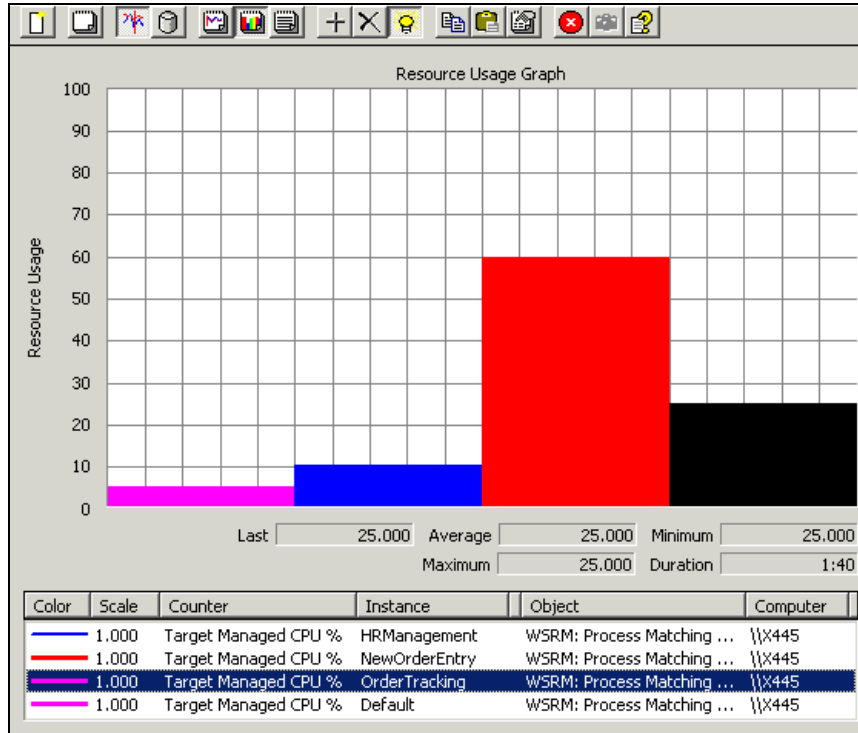 Resource Usage Graph
100
90
80
70
60
50
40
30
20
10
0
Resource Usage
Last 25.000 Average 25.000 Minimum 25.000
Maximum 25.000 Duration 1:40
Color Scale Counter Instance Object Computer
1.000 Target Managed CPU % HRManagement WSRM: Process Matching ... \\X445
1.000 Target Managed CPU % NewOrderEntry WSRM: Process Matching ... \\X445
1.000 Target Managed CPU % OrderTracking WSRM: Process Matching ... \\X445
1.000 Target Managed CPU % Default WSRM: Process Matching ... \\X445